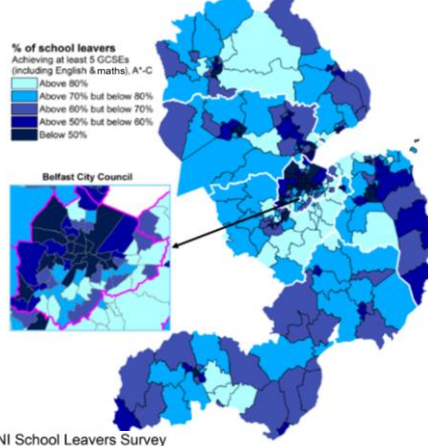 % of school leavers
Achieving at least 5 GCSEs
(including English & maths), A*-C
Above 80%
Above 70% but below 80%
Above 60% but below 70%
Above 50% but below 60%
Below 50%
Belfast City Council
NI School Leavers Survey